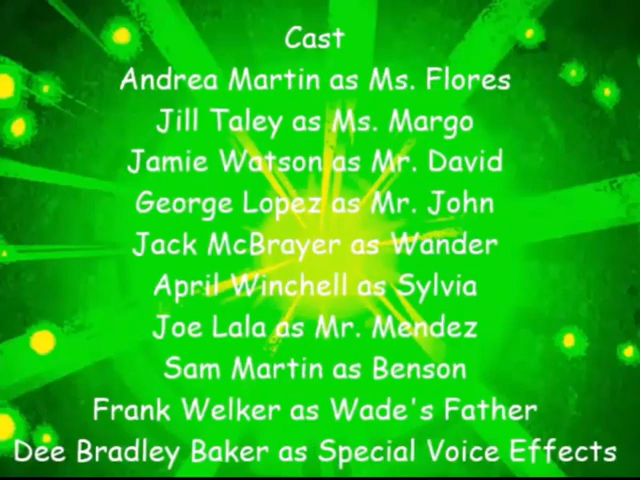 Cast
Andrea Martin as Ms. Flores
Jill Taley as Ms. Margo
Jamie Watson as Mr. David
George Lopez as Mr. John
Jack McBrayer as Wander
April Winchell as Sylvia
Joe Lala as Mr. Mendez
Sam Martin as Benson
Frank Welker as Wade's Father
Dee Bradley Baker as Special Voice Effects